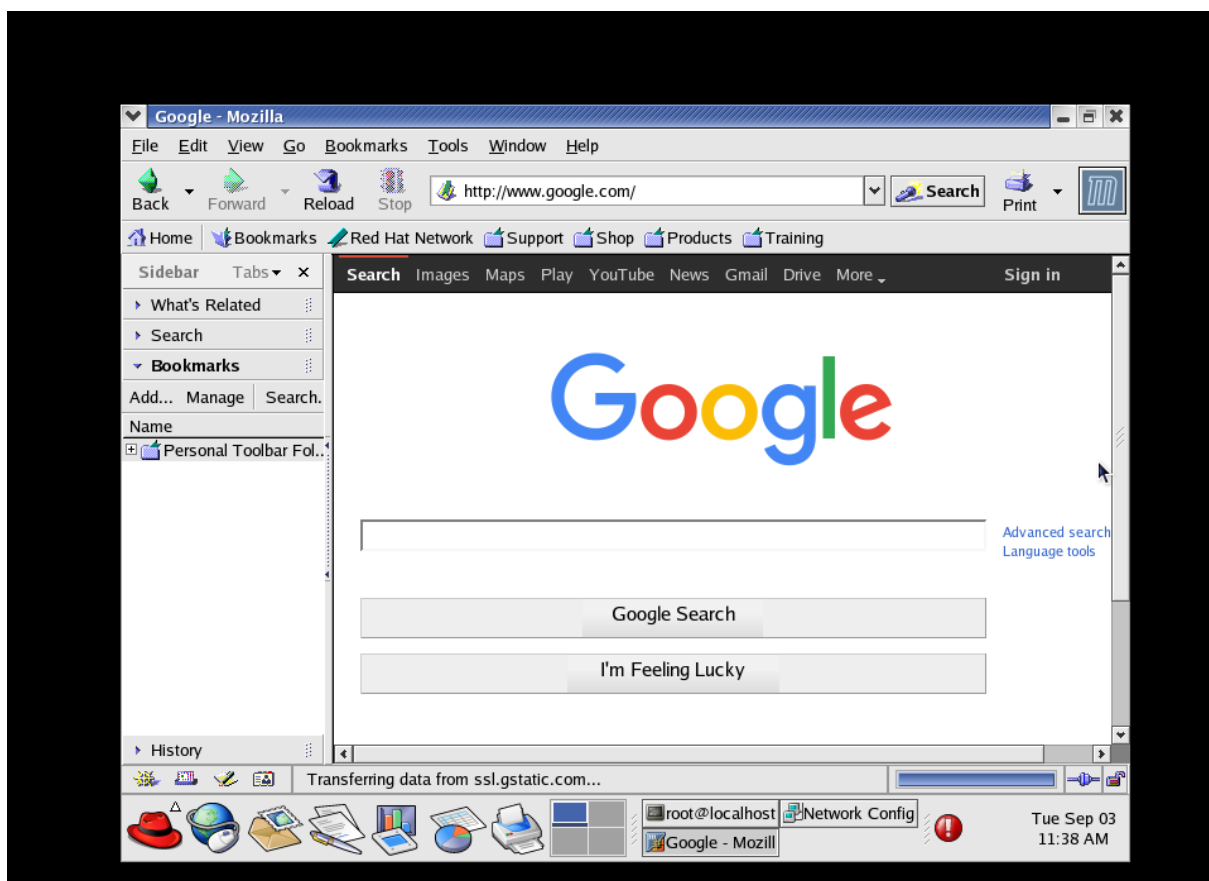 Google - Mozilla
File Edit View Go Bookmarks Tools Window Help
Back Forward Reload Stop http://www.google.com/ Search Print
Home Bookmarks Red Hat Network Support Shop Products Training
Sidebar Tabs
What's Related
Search
Bookmarks
Add... Manage Search.
Name
Personal Toolbar Fol..
History
Search Images Maps Play YouTube News Gmail Drive More Sign in
Google
Advanced search
Language tools
Google Search
I'm Feeling Lucky
Transferring data from ssl.gstatic.com...
root@localhost Network Config
Google - Mozill
Tue Sep 03
11:38 AM